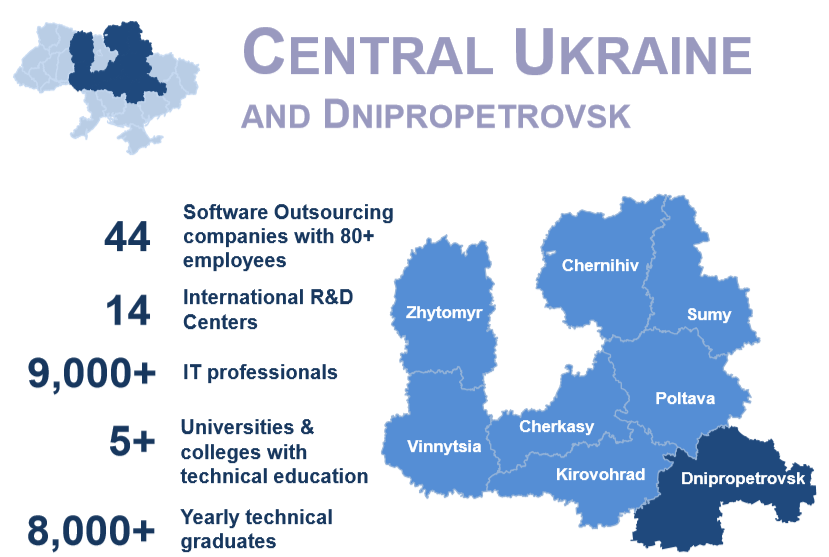 CENTRAL UKRAINE
AND DNIPROPETROVSK
44
Software Outsourcing
companies with 80+
employees
14
International R&D
Centers
9,000+
IT professionals
5+
Universities &
colleges with
technical education
8,000+
Yearly technical
graduates
Chernihiv
Zhytomyr
Sumy
Poltava
Cherkasy
Vinnytsia
Kirovohrad
Dnipropetrovsk